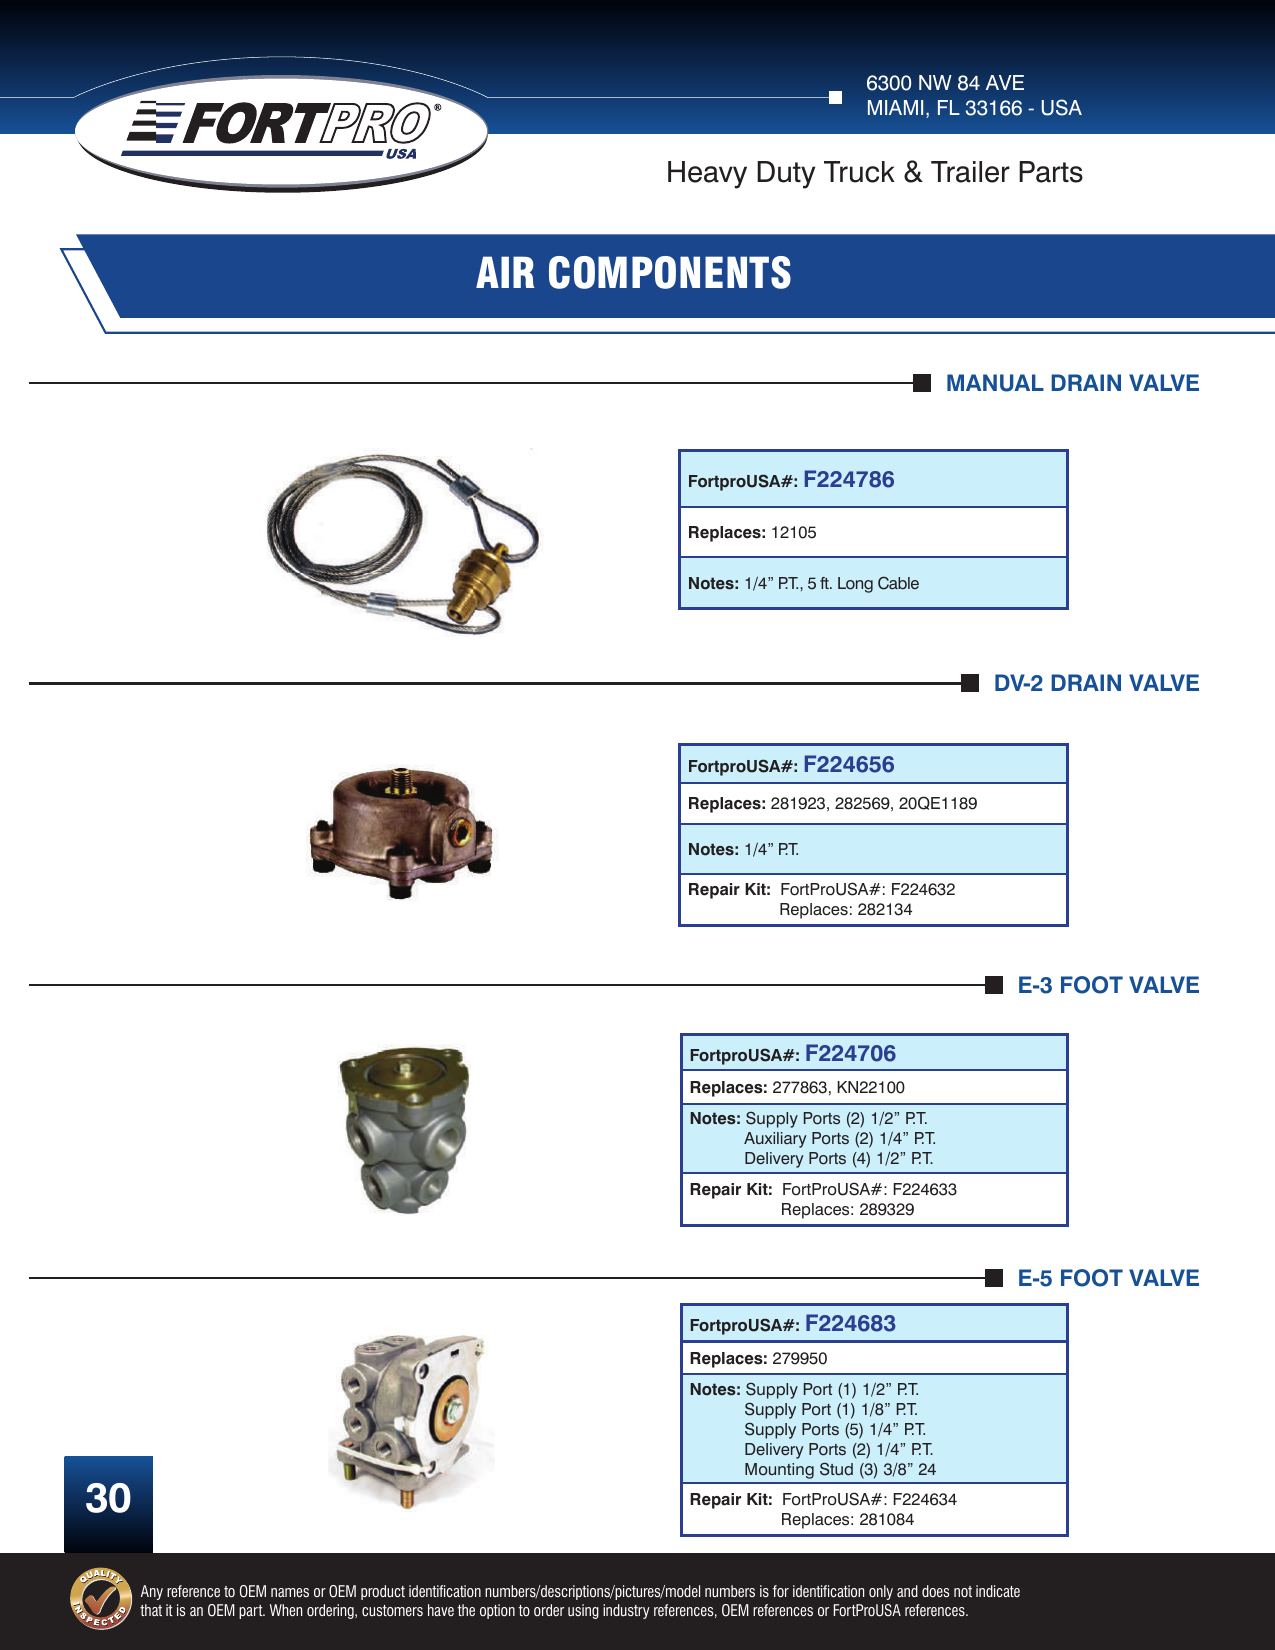 FORTPRO®
USA
6300 NW 84 AVE
MIAMI, FL 33166 - USA
Heavy Duty Truck & Trailer Parts
AIR COMPONENTS
MANUAL DRAIN VALVE
FortproUSA#: F224786
Replaces: 12105
Notes: 1/4” P.T., 5 ft. Long Cable
DV-2 DRAIN VALVE
FortproUSA#: F224656
Replaces: 281923, 282569, 20QE1189
Notes: 1/4” P.T.
Repair Kit: FortProUSA#: F224632
Replaces: 282134
E-3 FOOT VALVE
FortproUSA#: F224706
Replaces: 277863, KN22100
Notes: Supply Ports (2) 1/2” P.T.
Auxiliary Ports (2) 1/4” P.T.
Delivery Ports (4) 1/2” P.T.
Repair Kit: FortProUSA#: F224633
Replaces: 289329
E-5 FOOT VALVE
FortproUSA#: F224683
Replaces: 279950
Notes: Supply Port (1) 1/2” P.T.
Supply Port (1) 1/8” P.T.
Supply Ports (5) 1/4” P.T.
Delivery Ports (2) 1/4” P.T.
Mounting Stud (3) 3/8” 24
Repair Kit: FortProUSA#: F224634
Replaces: 281084
30
QUALITY
INSPECTED
Any reference to OEM names or OEM product identification numbers/descriptions/pictures/model numbers is for identification only and does not indicate
that it is an OEM part. When ordering, customers have the option to order using industry references, OEM references or FortProUSA references.